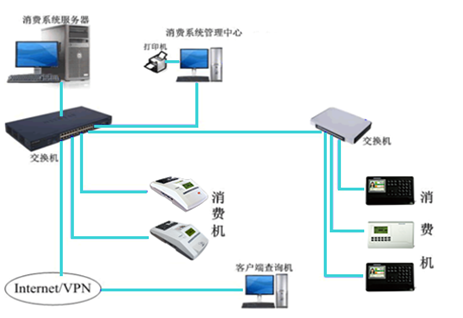 消费系统服务器
消费系统管理中心
打印机
交换机
交换机
消费机
消费机
Internet/VPN
客户端查询机